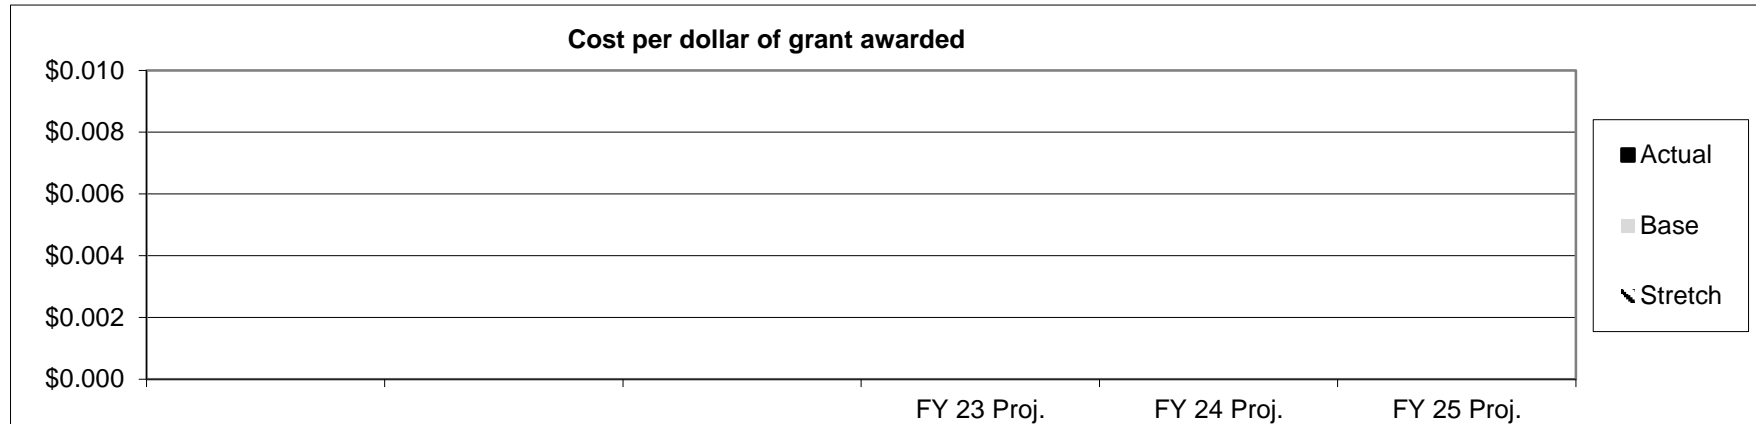 Cost per dollar of grant awarded
$0.010
$0.008
$0.006
$0.004
$0.002
$0.000
FY 23 Proj. FY 24 Proj. FY 25 Proj.
Actual
Base
Stretch